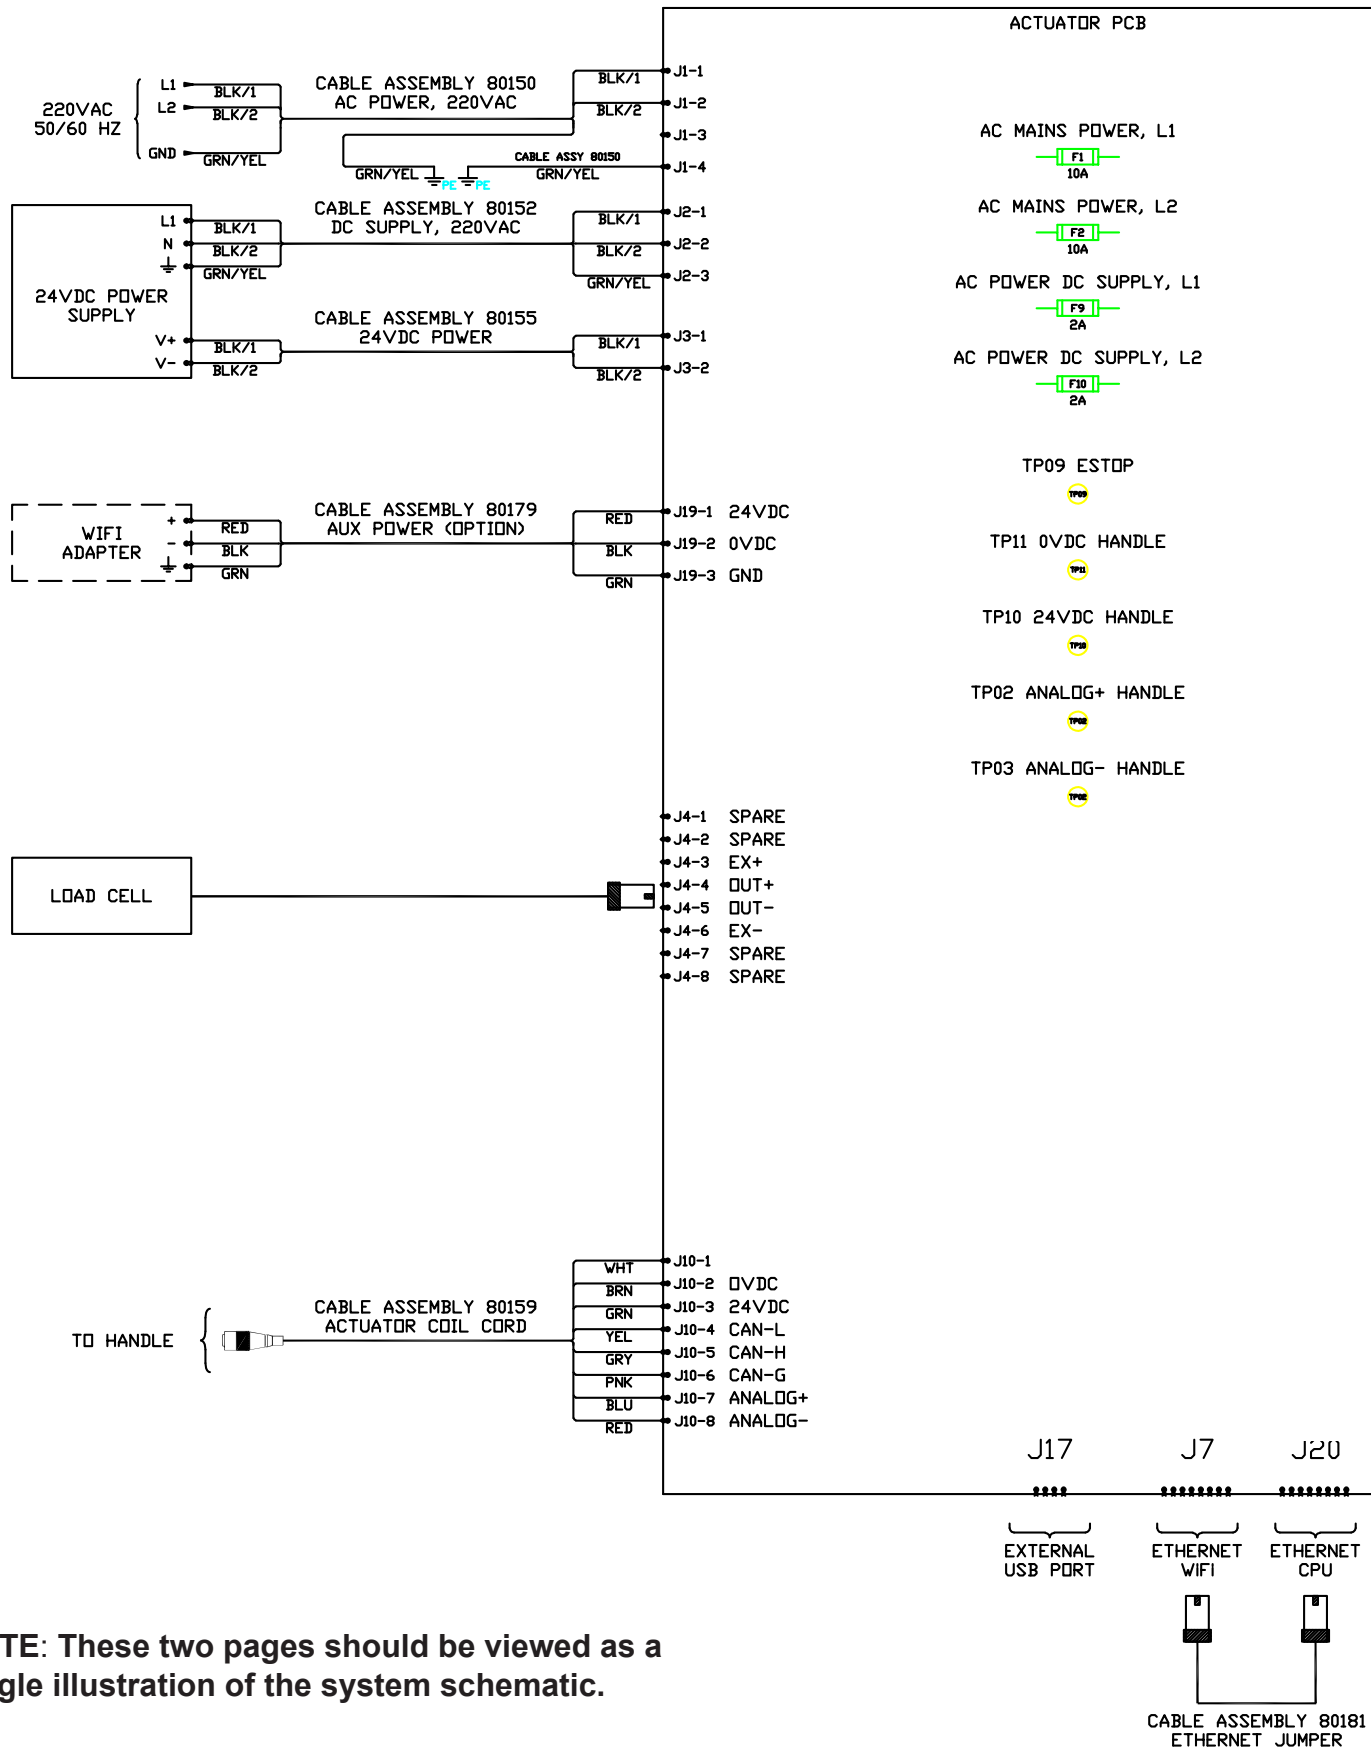 ACTUATOR PCB
L1
BLK/1
L2
BLK/2
GND
GRN/YEL
220VAC
50/60 HZ
CABLE ASSEMBLY 80150
AC POWER, 220VAC
BLK/1
BLK/2
J1-1
J1-2
J1-3
J1-4
GRN/YEL
PE
PE
CABLE ASSY 80150
GRN/YEL
24VDC POWER
SUPPLY
L1
BLK/1
N
BLK/2
GRN/YEL
CABLE ASSEMBLY 80152
DC SUPPLY, 220VAC
BLK/1
BLK/2
GRN/YEL
J2-1
J2-2
J2-3
V+
BLK/1
V-
BLK/2
CABLE ASSEMBLY 80155
24VDC POWER
BLK/1
BLK/2
J3-1
J3-2
AC MAINS POWER, L1
F1
10A
AC MAINS POWER, L2
F2
10A
AC POWER DC SUPPLY, L1
F9
2A
AC POWER DC SUPPLY, L2
F10
2A
WIFI
ADAPTER
+
RED
-
BLK
GRN
CABLE ASSEMBLY 80179
AUX POWER (OPTION)
RED
BLK
GRN
J19-1 24VDC
J19-2 0VDC
J19-3 GND
TP09 ESTOP
TP09
TP11 0VDC HANDLE
TP11
TP10 24VDC HANDLE
TP10
TP02 ANALOG+ HANDLE
TP02
TP03 ANALOG- HANDLE
TP02
LOAD CELL
J4-1 SPARE
J4-2 SPARE
J4-3 EX+
J4-4 OUT+
J4-5 OUT-
J4-6 EX-
J4-7 SPARE
J4-8 SPARE
TO HANDLE
CABLE ASSEMBLY 80159
ACTUATOR COIL CORD
WHT
BRN
GRN
YEL
GRY
PNK
BLU
RED
J10-1
J10-2 0VDC
J10-3 24VDC
J10-4 CAN-L
J10-5 CAN-H
J10-6 CAN-G
J10-7 ANALOG+
J10-8 ANALOG-
J17
J7
J20
EXTERNAL
USB PORT
ETHERNET
WIFI
ETHERNET
CPU
CABLE ASSEMBLY 80181
ETHERNET JUMPER
TE: These two pages should be viewed as a
gle illustration of the system schematic.